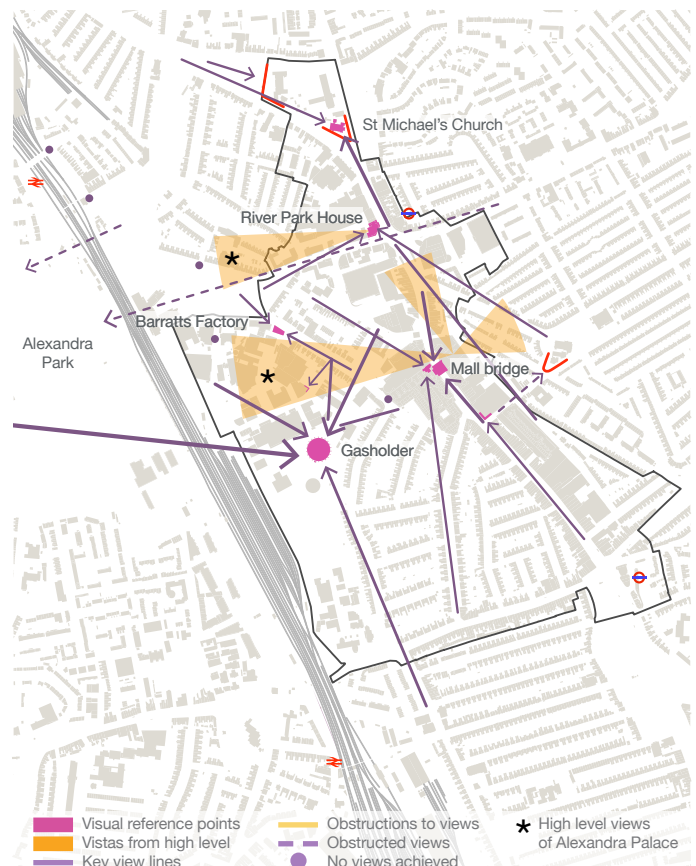 St Michael's Church
River Park House
Barratts Factory
Alexandra
Park
Mall bridge
Gasholder
Visual reference points
Vistas from high level
Key view lines
Obstructions to views
Obstructed views
No views achieved
* High level views
of Alexandra Palace